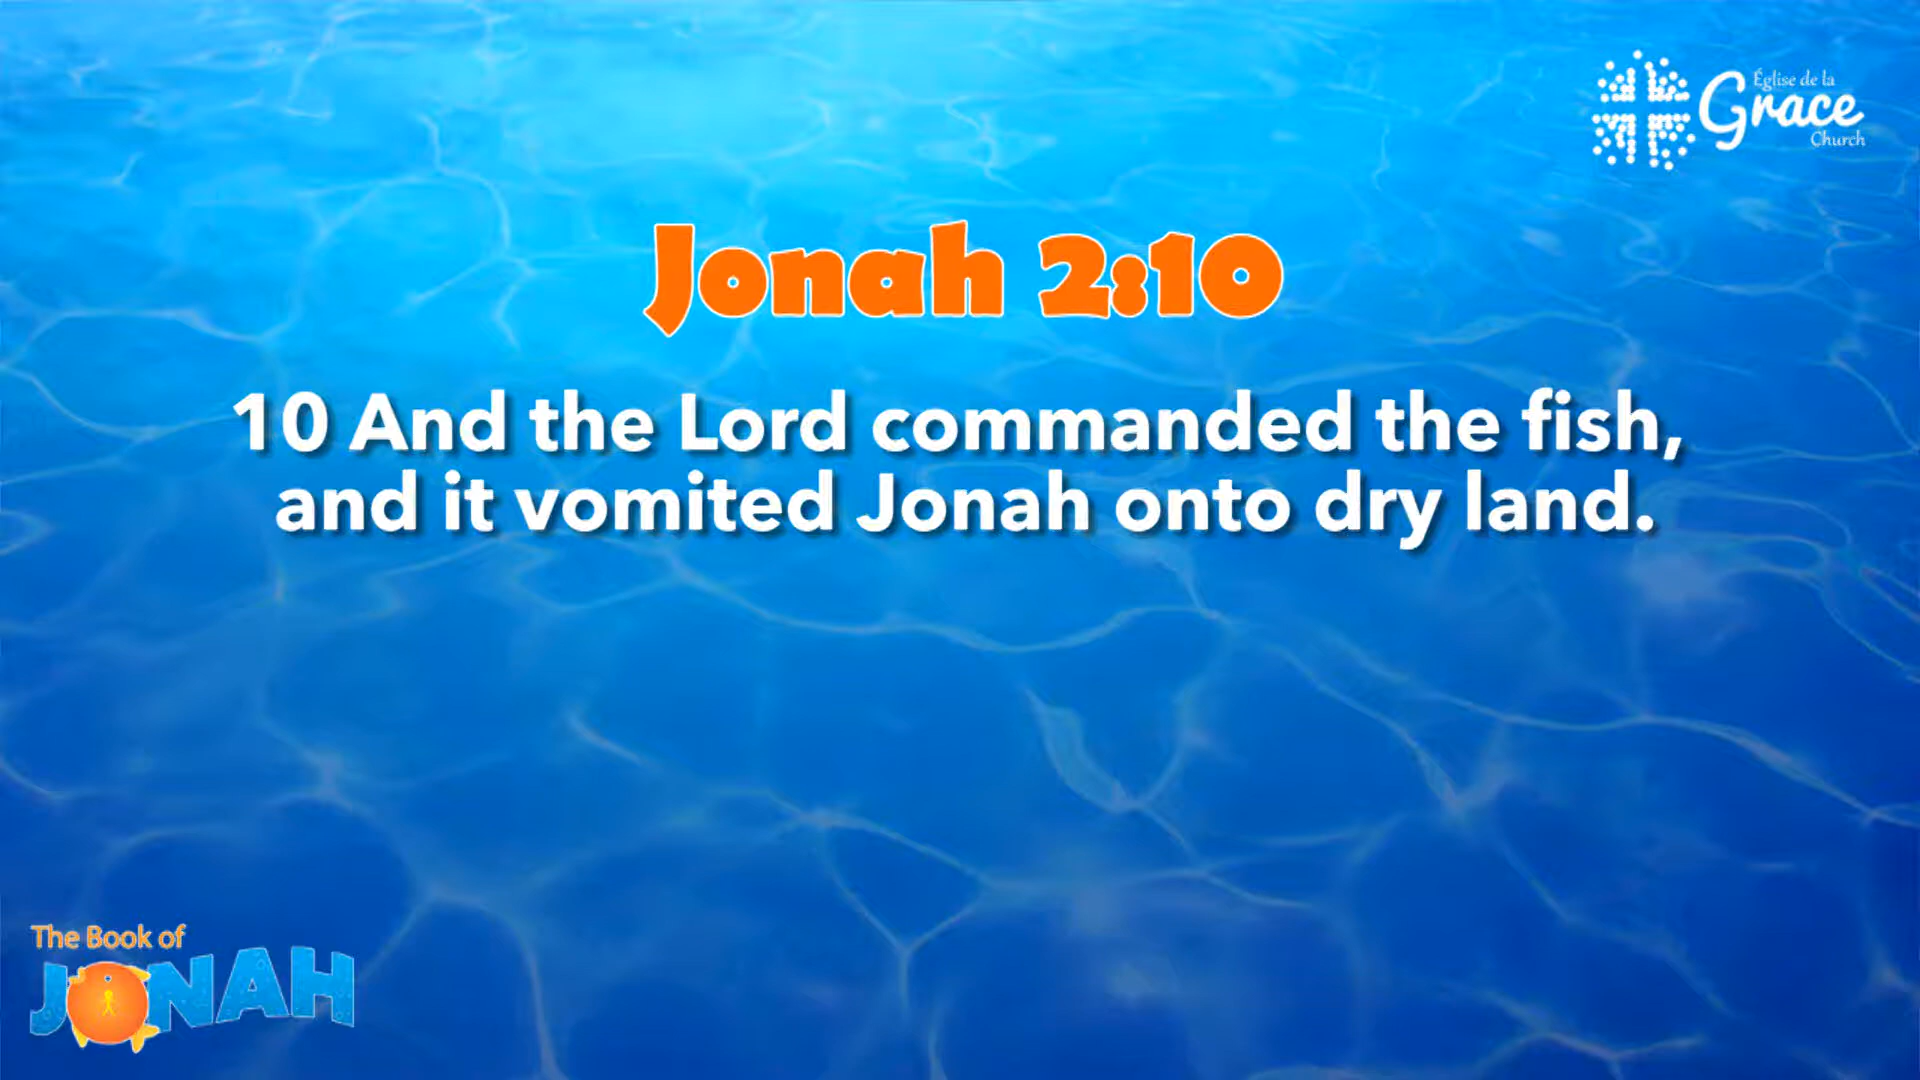 Église de la
Grace
Church
Jonah 2:10
10 And the Lord commanded the fish,
and it vomited Jonah onto dry land.
The Book of
JONAH